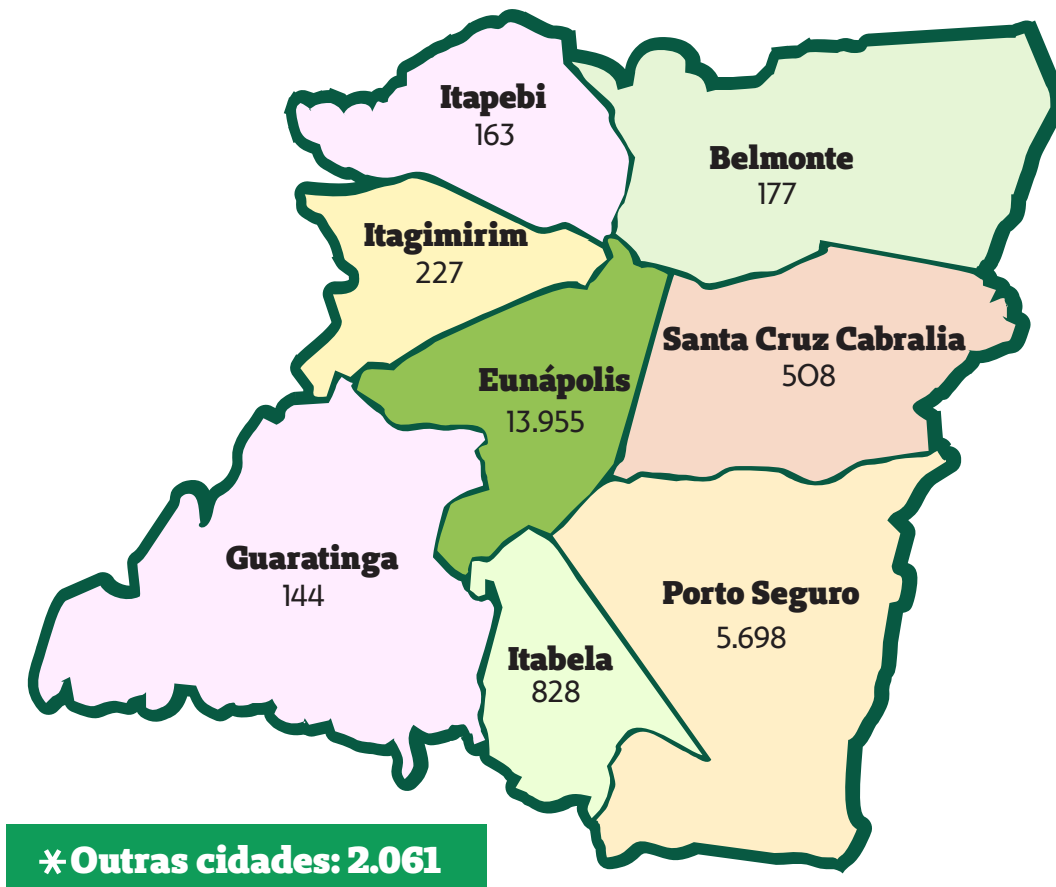 Itapebi
163
Belmonte
177
Itagimirim
227
Santa Cruz Cabralia
508
Eunápolis
13.955
Guaratinga
144
Porto Seguro
5.698
Itabela
828
*Outras cidades: 2.061